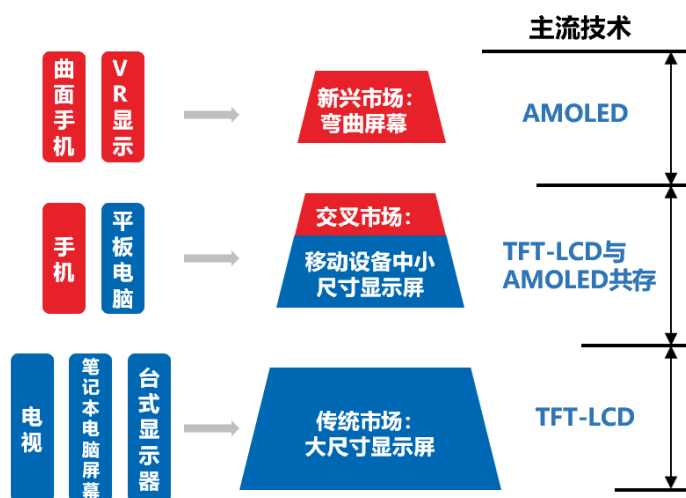 主流技术
曲面手机
VR显示
新兴市场：
弯曲屏幕
AMOLED
手机
平板电脑
交叉市场：
移动设备中小
尺寸显示屏
TFT-LCD与
AMOLED共存
电视
笔记本电脑屏幕
台式显示器
传统市场：
大尺寸显示屏
TFT-LCD